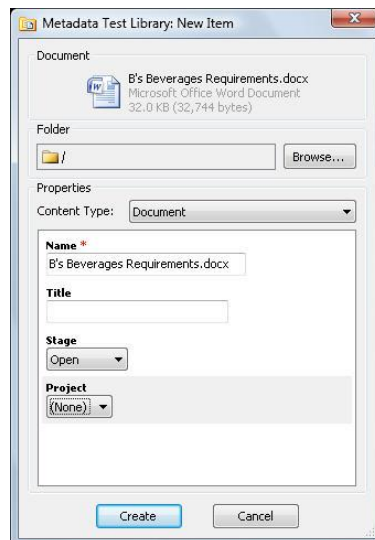 Metadata Test Library: New Item
Document
B's Beverages Requirements.docx
Microsoft Office Word Document
32.0 KB (32,744 bytes)
Folder
/
Browse...
Properties
Content Type: Document
Name *
B's Beverages Requirements.docx
Title
Stage
Open
Project
(None)
Create Cancel